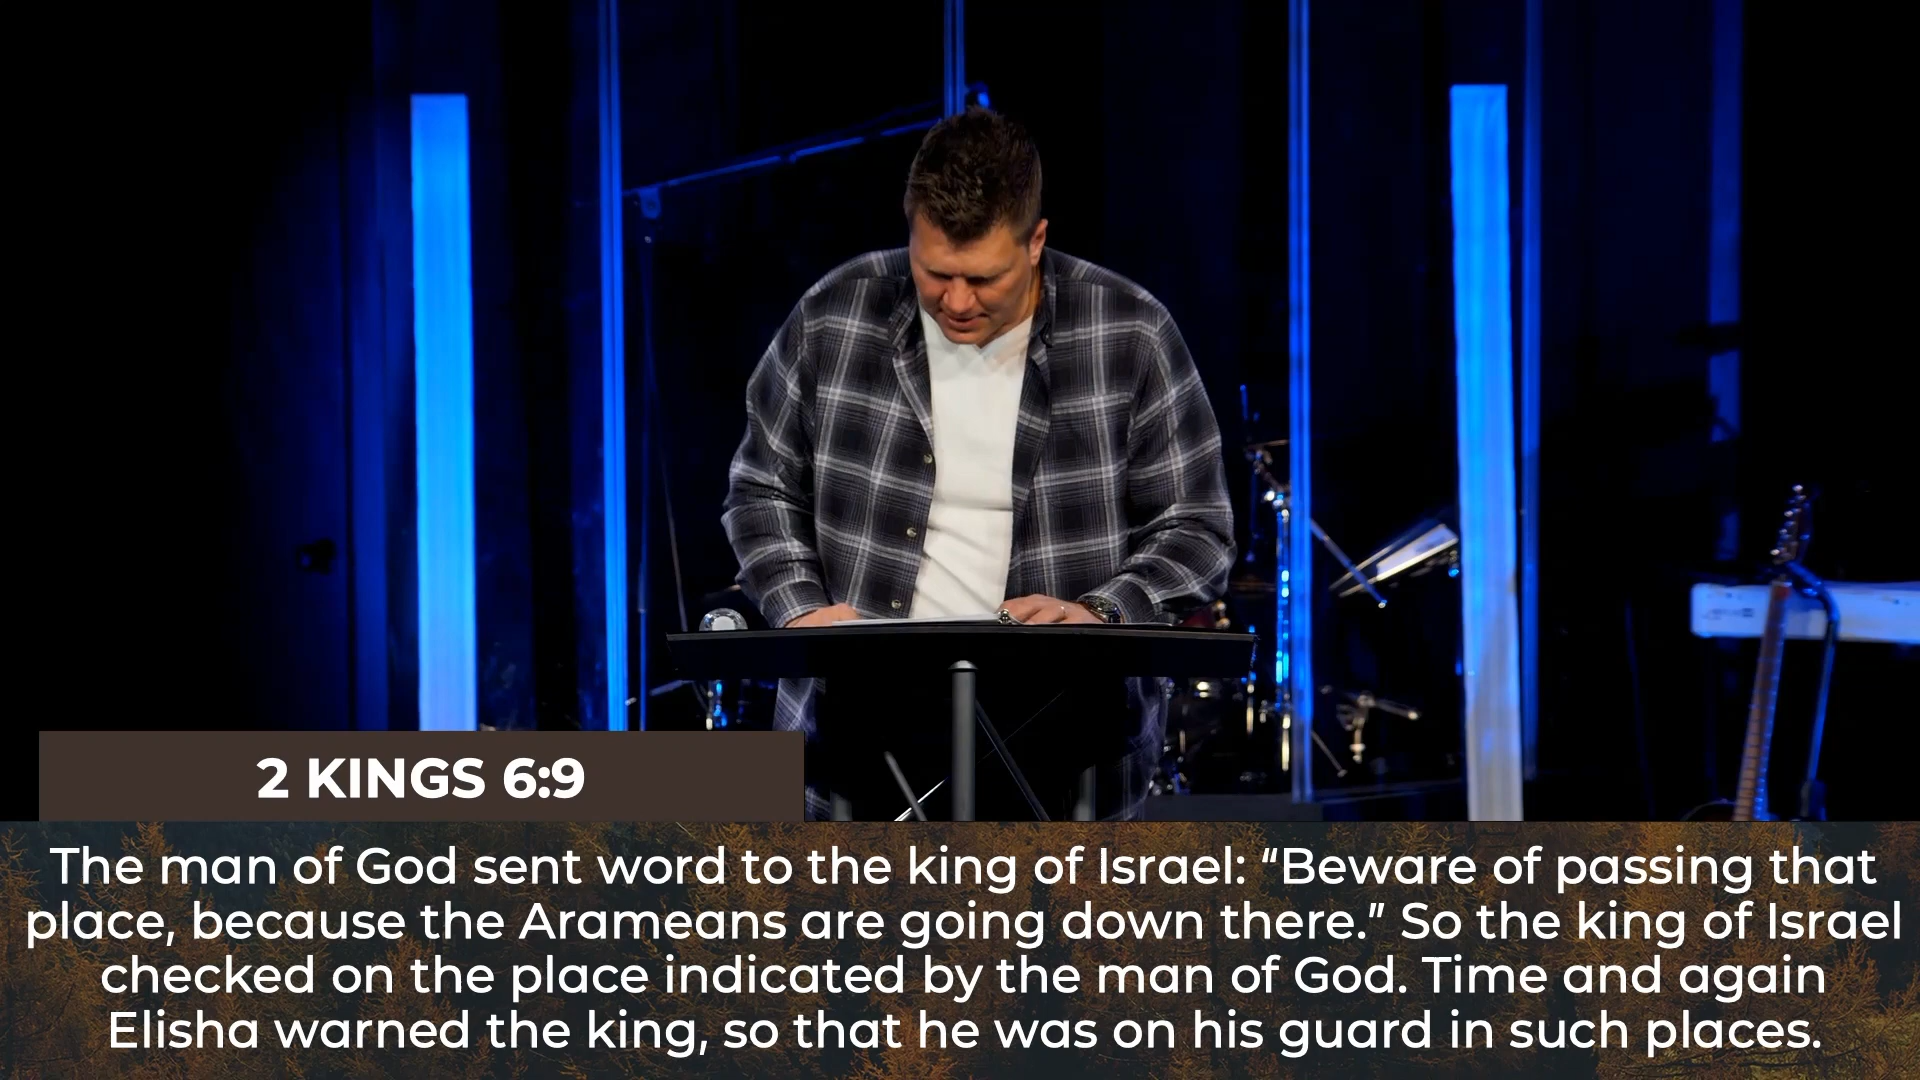 2 KINGS 6:9
The man of God sent word to the king of Israel: “Beware of passing that
place, because the Arameans are going down there.” So the king of Israel
checked on the place indicated by the man of God. Time and again
Elisha warned the king, so that he was on his guard in such places.